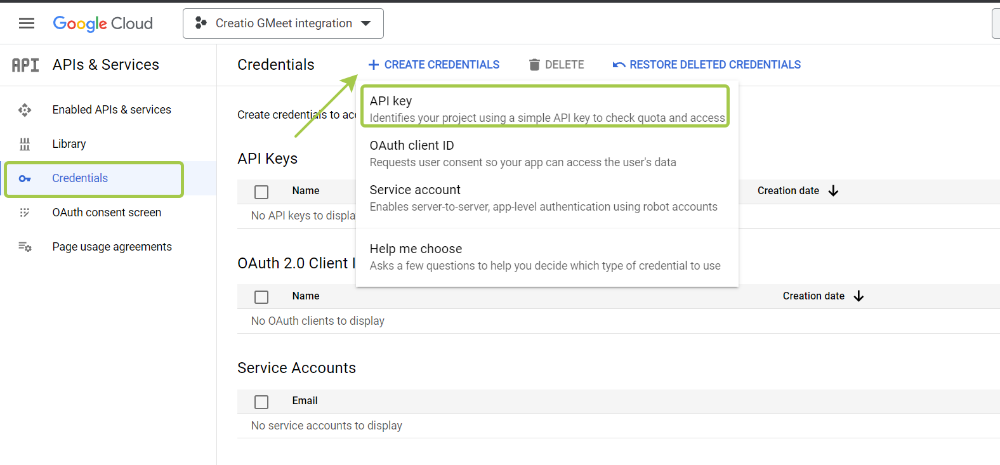 Google Cloud
Creatio GMeet integration
API
APIs & Services
Credentials
CREATE CREDENTIALS
DELETE
RESTORE DELETED CREDENTIALS
Enabled APIs & services
Library
Credentials
OAuth consent screen
Page usage agreements
Create credentials to acc
API key
Identifies your project using a simple API key to check quota and access
OAuth client ID
Requests user consent so your app can access the user's data
Service account
Enables server-to-server, app-level authentication using robot accounts
Help me choose
Asks a few questions to help you decide which type of credential to use
API Keys
Name
Creation date
No API keys to displa
OAuth 2.0 Client I
Name
Creation date
No OAuth clients to display
Service Accounts
Email
No service accounts to display